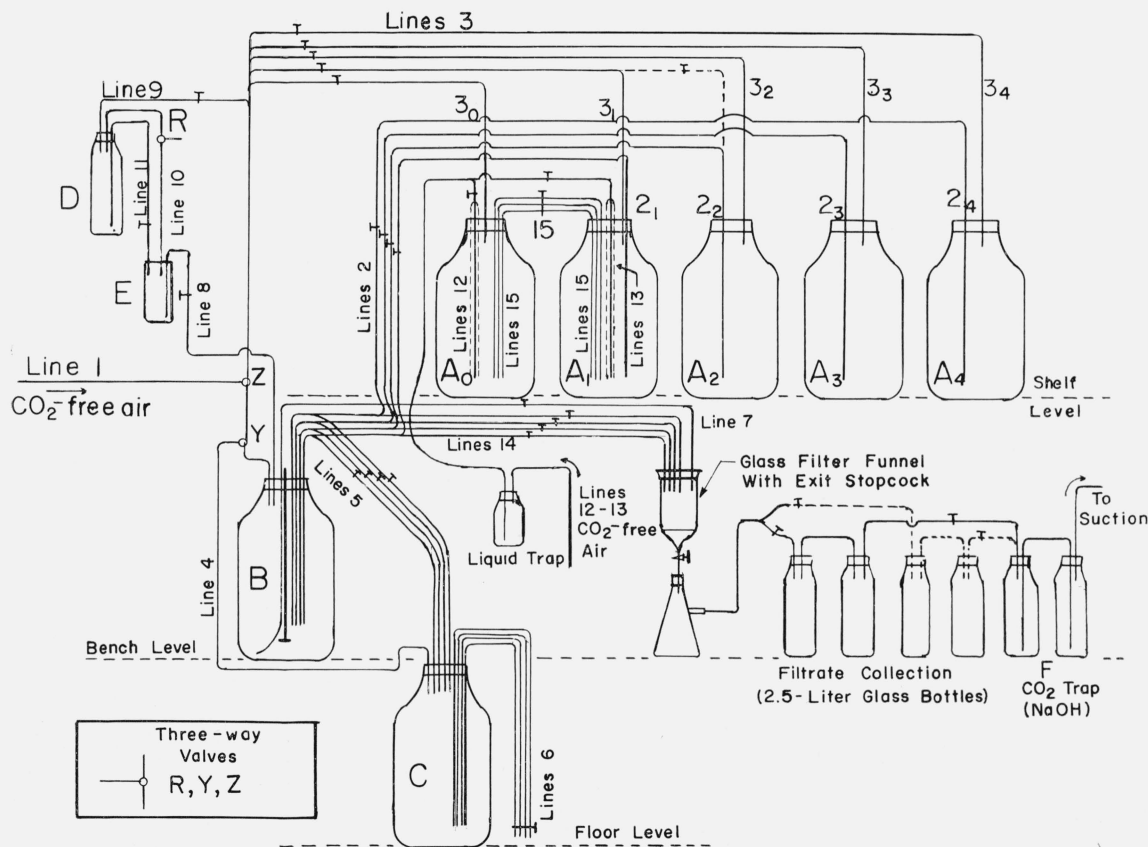 Lines 3
Line 9
R
3₀
3₁
3₂
3₃
3₄
D
Line 11
Line 10
E
Line 8
Lines 2
15
2₁
2₂
2₃
2₄
Lines 12
Lines 15
Lines 15
Lines 13
A₀
A₁
A₂
A₃
A₄
Line 1
CO₂-free air
Z
Y
Shelf
Level
Line 7
Lines 14
Lines 5
Glass Filter Funnel
With Exit Stopcock
Lines
12-13
CO₂-free
Air
Liquid Trap
To
Suction
Line 4
B
Bench Level
Filtrate Collection
(2.5-Liter Glass Bottles)
F
CO₂ Trap
(NaOH)
C
Lines 6
Three-way
Valves
R, Y, Z
Floor Level